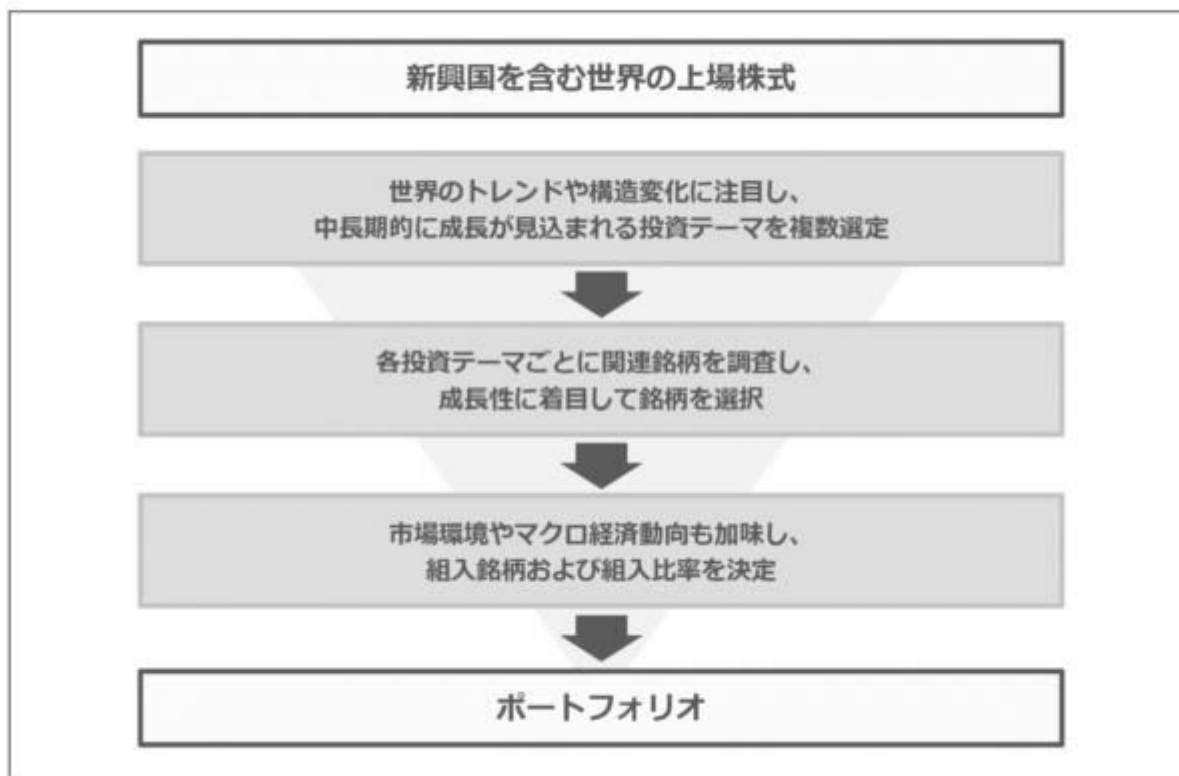 新興国を含む世界の上場株式
世界のトレンドや構造変化に注目し、
中長期的に成長が見込まれる投資テーマを複数選定
各投資テーマごとに関連銘柄を調査し、
成長性に着目して銘柄を選択
市場環境やマクロ経済動向も加味し、
組入銘柄および組入比率を決定
ポートフォリオ